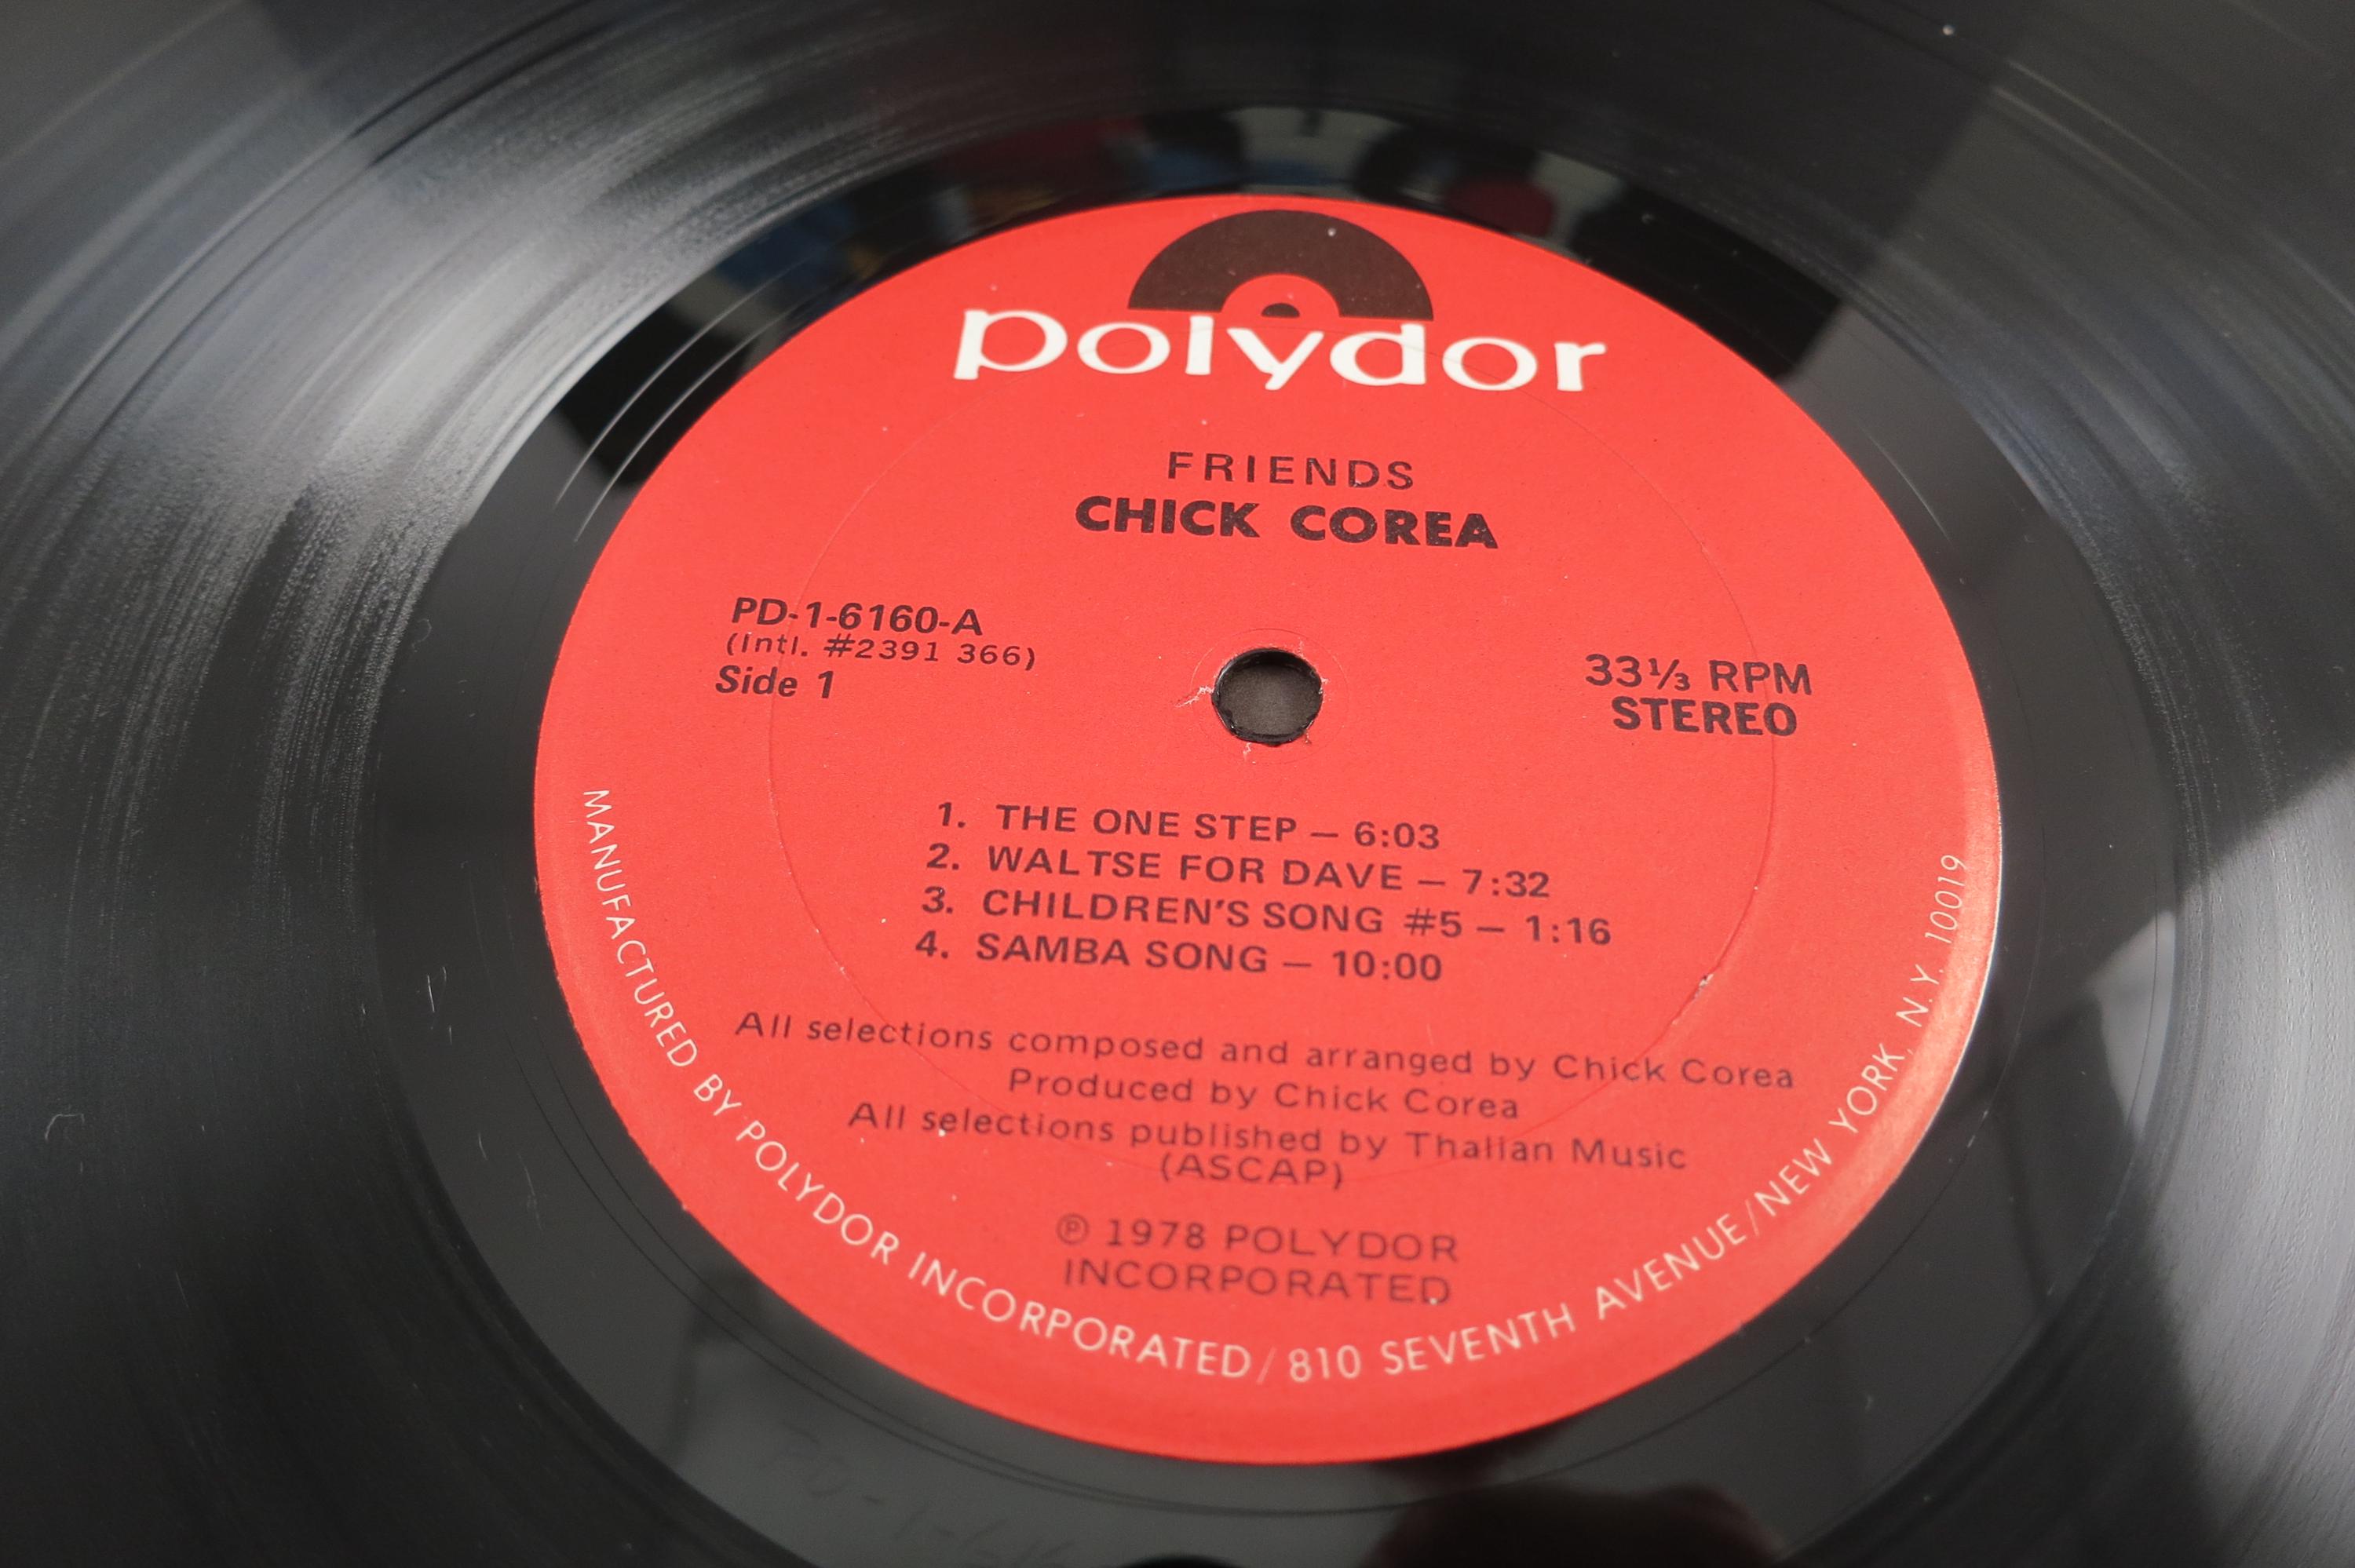 polydor
FRIENDS
CHICK COREA
PD-1-6160-A
(Intl. #2391 366)
Side 1
33⅓ RPM
STEREO
1. THE ONE STEP — 6:03
2. WALTSE FOR DAVE — 7:32
3. CHILDREN'S SONG #5 — 1:16
4. SAMBA SONG — 10:00
All selections composed and arranged by Chick Corea
Produced by Chick Corea
All selections published by Thalian Music
(ASCAP)
℗ 1978 POLYDOR
INCORPORATED
MANUFACTURED BY POLYDOR INCORPORATED/810 SEVENTH AVENUE/NEW YORK, N.Y. 10019